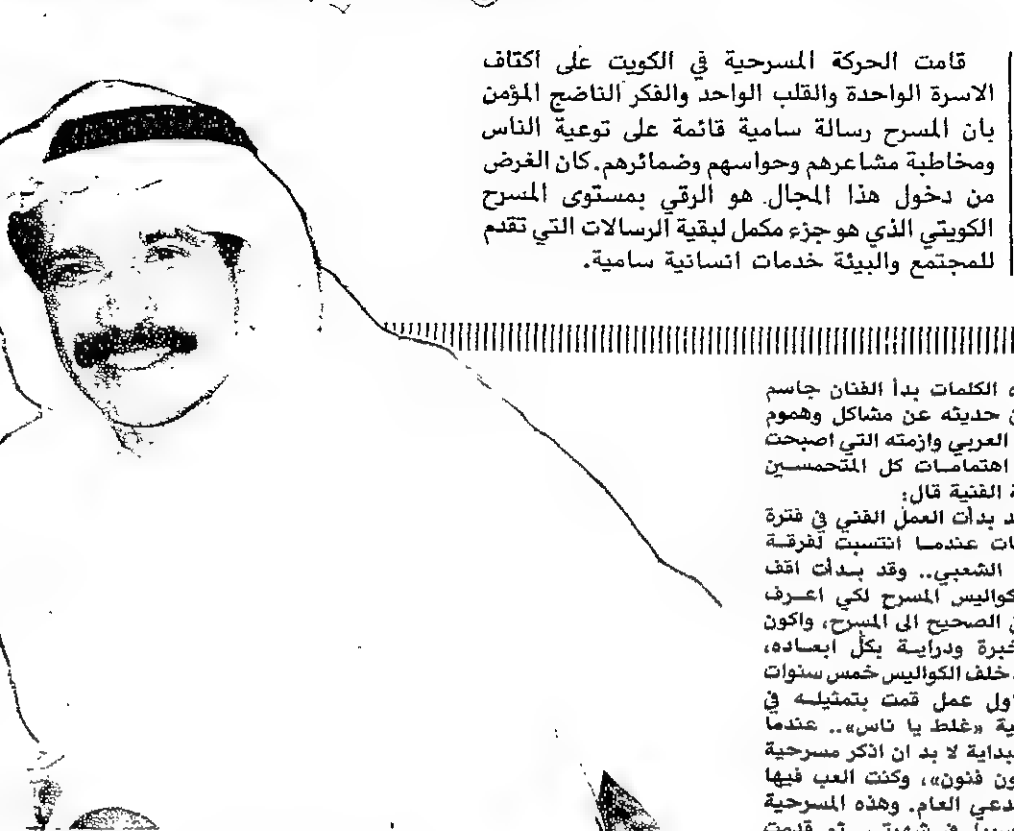 قامت الحركة المسرحية في الكويت على اكتاف
الاسرة الواحدة والقلب الواحد والفكر الناضج المؤمن
بان المسرح رسالة سامية قائمة على توعية الناس
ومخاطبة مشاعرهم وحواسهم وضمائرهم. كان الغرض
من دخول هذا المجال هو الرقي بمستوى المسرح
الكويتي الذي هو جزء مكمل لبقية الرسالات التي تقدم
للمجتمع والبيئة خدمات انسانية سامية.
الكلمات بدأ الفنان جاسم
حديثه عن مشاكل وهموم
العربي وازمته التي اصبحت
اهتمامات كل المتحمسين
الفنية قال:
بدأت العمل الفني في فترة
عندما انتسبت لفرقة
الشعبي.. وقد بدأت اقف
كواليس المسرح لكي اعرف
الصحيح الى المسرح، واكون
خبرة ودراية بكل ابعاده،
خلف الكواليس خمس سنوات
اول عمل قمت بتمثيله في
«غلط يا ناس».. عندما
بداية لا بد ان اذكر مسرحية
فنون»، وكنت العب فيها
العام. وهذه المسرحية